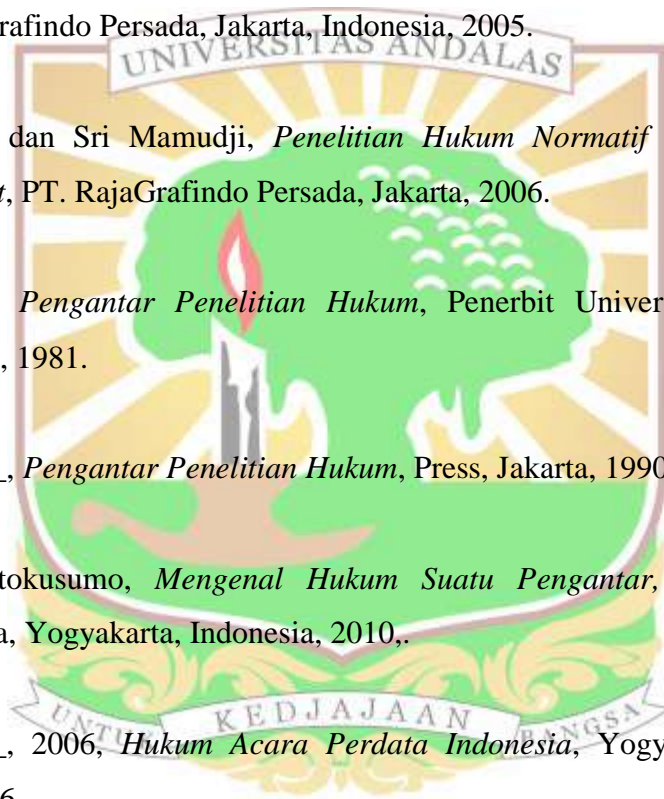 rafindo Persada, Jakarta, Indonesia, 2005.
UNIVERSITAS ANDALAS
dan Sri Mamudji, Penelitian Hukum Normatif
t, PT. RajaGrafindo Persada, Jakarta, 2006.
Pengantar Penelitian Hukum, Penerbit Univer
, 1981.
_, Pengantar Penelitian Hukum, Press, Jakarta, 1990
tokusumo, Mengenal Hukum Suatu Pengantar,
a, Yogyakarta, Indonesia, 2010,.
UNTUK KEDJAJAAN BANGSA
_, 2006, Hukum Acara Perdata Indonesia, Yogy